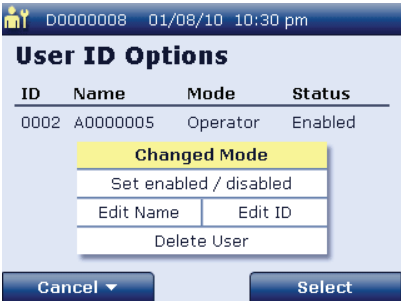 D0000008 01/08/10 10:30 pm
User ID Options
ID Name Mode Status
0002 A0000005 Operator Enabled
Changed Mode
Set enabled / disabled
Edit Name Edit ID
Delete User
Cancel Select